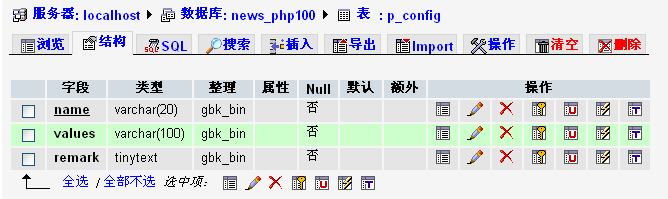 服务器: localhost ▸ 数据库: news_php100 ▸ 表 : p_config
浏览 结构 SQL 搜索 插入 导出 Import 操作 清空 删除
字段 类型 整理 属性 Null 默认 额外 操作
name varchar(20) gbk_bin 否
values varchar(100) gbk_bin 否
remark tinytext gbk_bin 否
全选 / 全部不选 选中项: